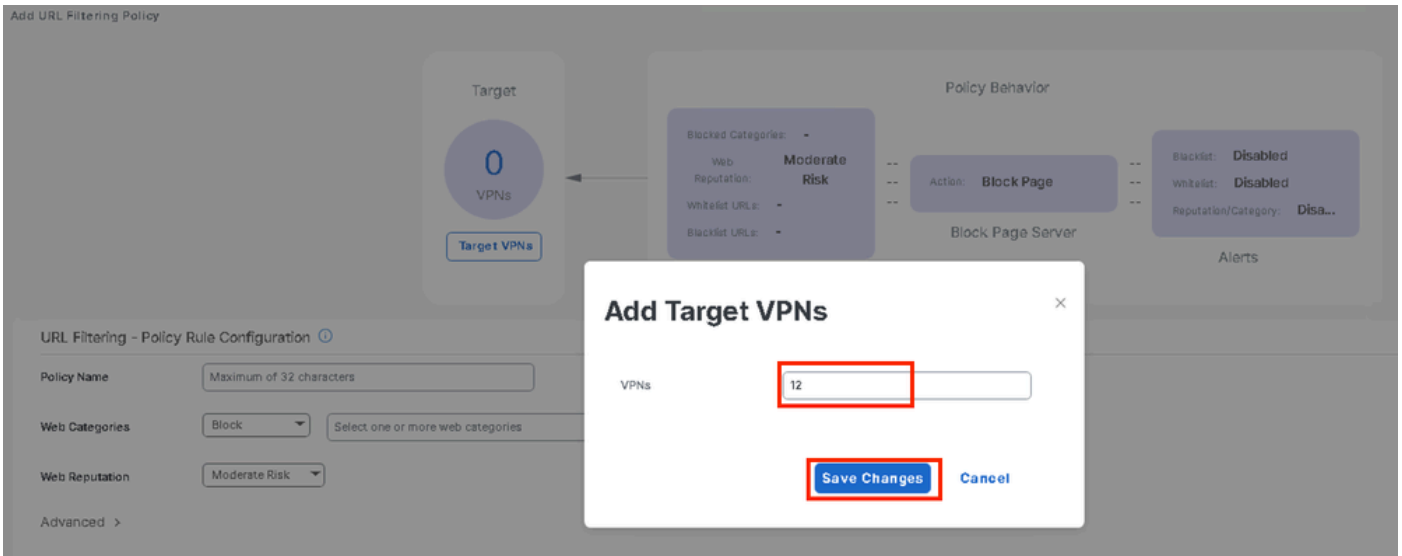 Add URL Filtering Policy
Target
0
VPNs
Target VPNs
Policy Behavior
Blocked Categories: -
Web Reputation: Moderate Risk
Whitelist URLs: -
Blacklist URLs: -
--
--
--
Action: Block Page
Block Page Server
--
--
--
Blacklist: Disabled
Whitelist: Disabled
Reputation/Category: Disa...
Alerts
Add Target VPNs
×
VPNs
12
Save Changes
Cancel
URL Filtering - Policy Rule Configuration
Policy Name
Maximum of 32 characters
Web Categories
Block
Select one or more web categories
Web Reputation
Moderate Risk
Advanced >